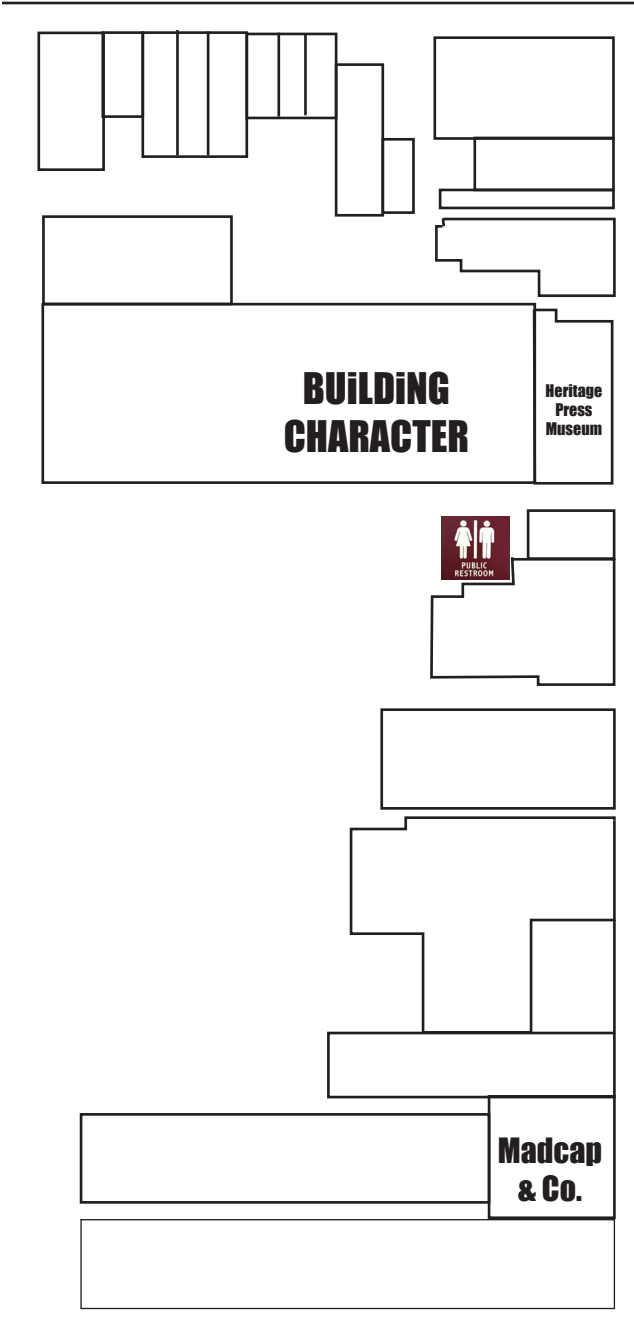 BUiLDiNG
CHARACTER
Heritage
Press
Museum
PUBLIC
RESTROOM
Madcap
& Co.